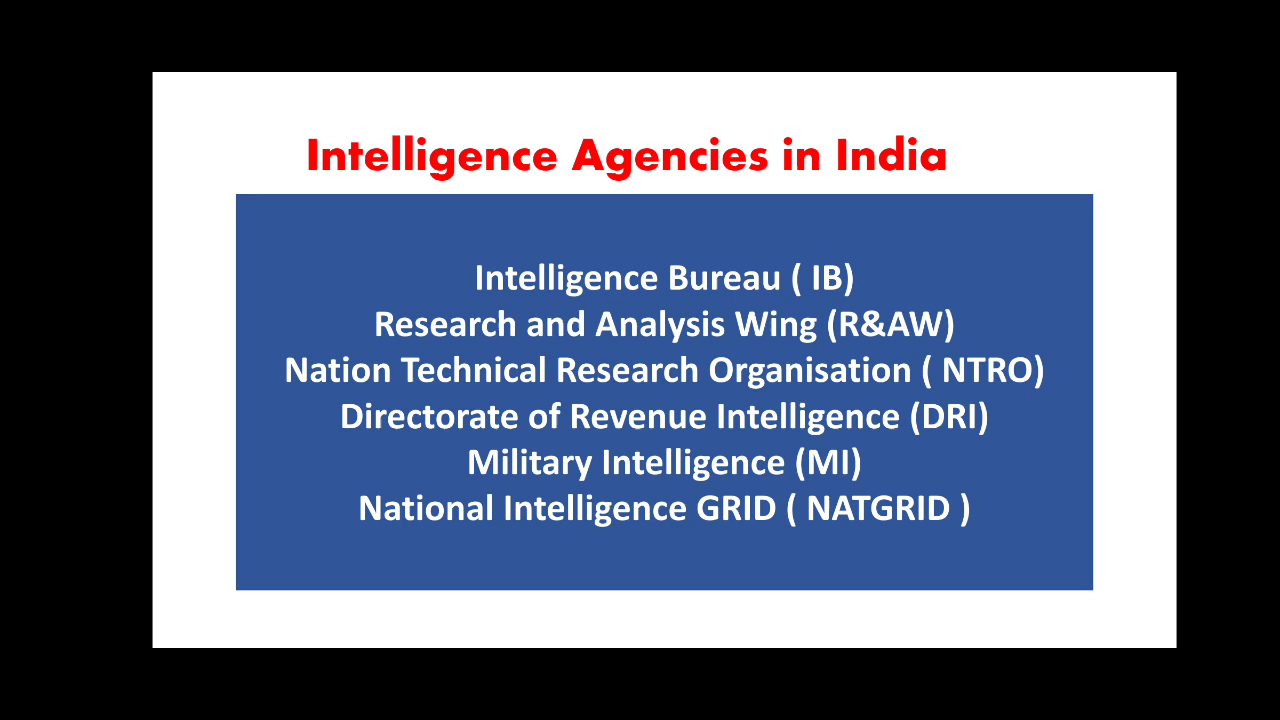 Intelligence Agencies in India
Intelligence Bureau ( IB)
Research and Analysis Wing (R&AW)
Nation Technical Research Organisation ( NTRO)
Directorate of Revenue Intelligence (DRI)
Military Intelligence (MI)
National Intelligence GRID ( NATGRID )